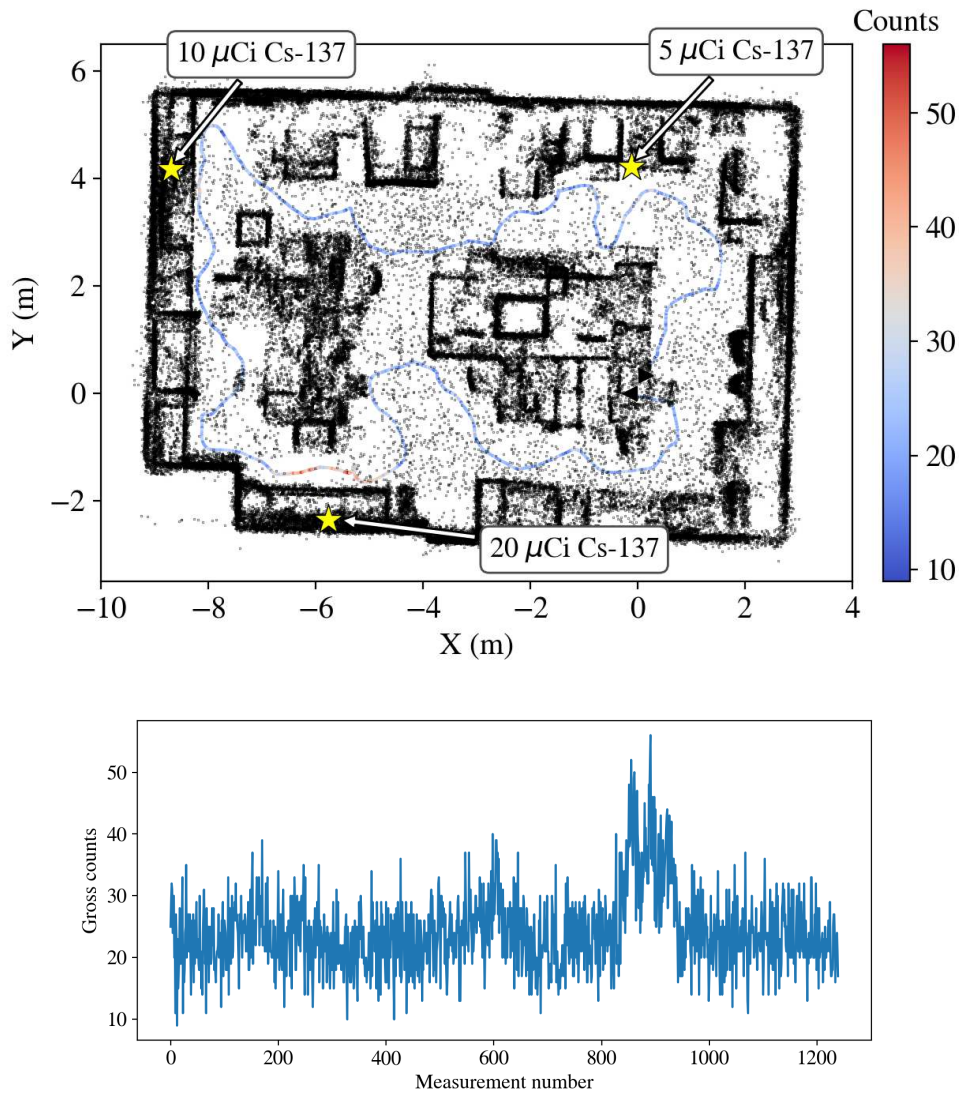 Counts
10 μCi Cs-137
5 μCi Cs-137
6
4
2
0
−2
Y (m)
50
40
30
20
10
20 μCi Cs-137
−10 −8 −6 −4 −2 0 2 4
X (m)
50
40
30
20
10
Gross counts
0 200 400 600 800 1000 1200
Measurement number